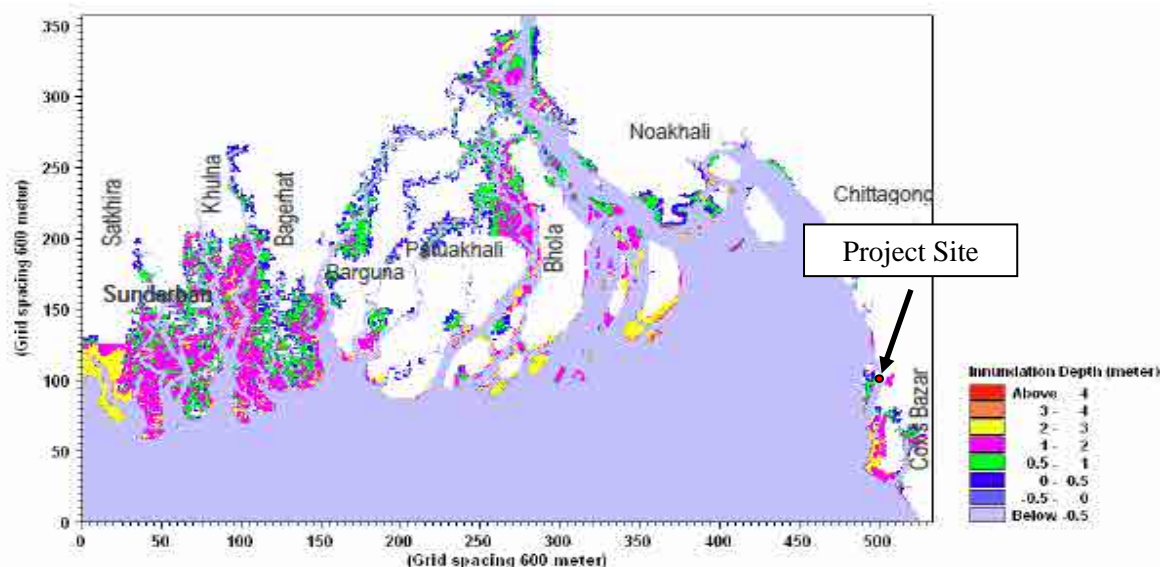 350
300
250
200
150
100
50
0
(Grid spacing 600 meter)
0 50 100 150 200 250 300 350 400 450 500
(Grid spacing 600 meter)
Sakhira
Khulna
Bagerhat
Sundarban
Barguna
Patuakhali
Bhola
Noakhali
Chittagong
Project Site
Cox's Bazar
Innundation Depth (meter)
Above 4
3 - 4
2 - 3
1 - 2
0.5 - 1
0 - 0.5
-0.5 - 0
Below -0.5